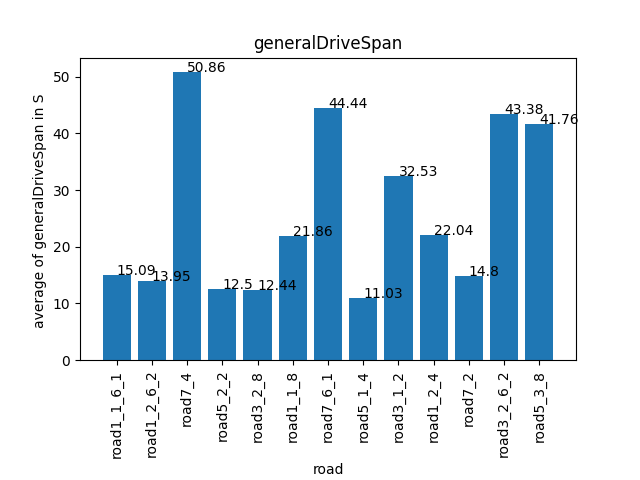 generalDriveSpan
average of generalDriveSpan in S
50
40
30
20
10
0
15.09
13.95
50.86
12.5
12.44
21.86
44.44
11.03
32.53
22.04
14.8
43.38
41.76
road1_1_6_1
road1_2_6_2
road7_4
road5_2_2
road3_2_8
road1_1_8
road7_6_1
road5_1_4
road3_1_2
road1_2_4
road7_2
road3_2_6_2
road5_3_8
road